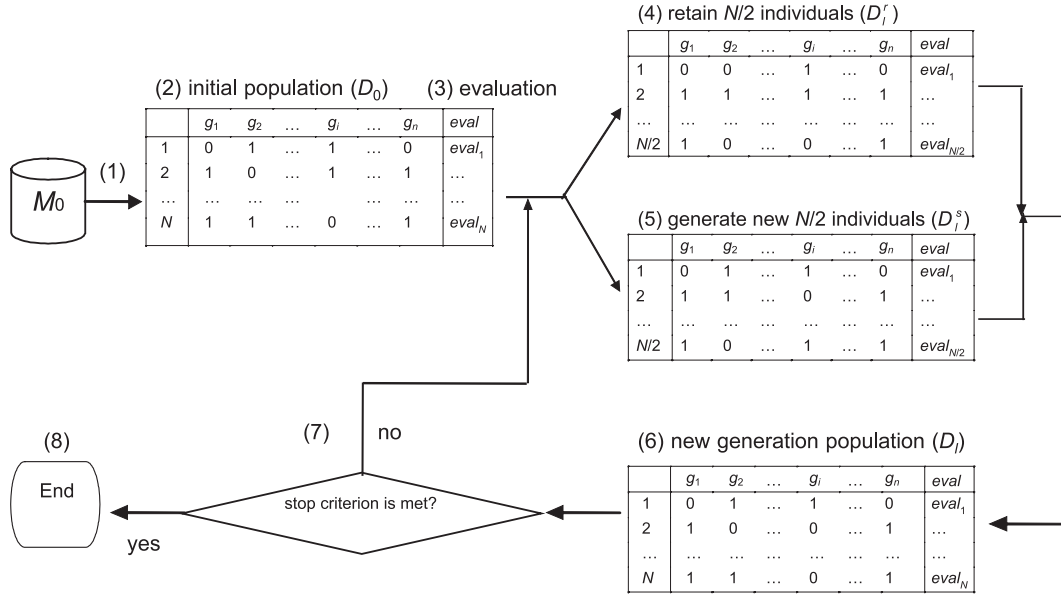 (4) retain N/2 individuals (D_l^r)
g1 g2 … gi … gn eval
1 0 0 … 1 … 0 eval1
2 1 1 … 1 … 1 …
… … … … … … …
N/2 1 0 … 0 … 1 evalN/2
(2) initial population (D0) (3) evaluation
g1 g2 … gi … gn eval
1 0 1 … 1 … 0 eval1
2 1 0 … 1 … 1 …
… … … … … …
N 1 1 … 0 … 1 evalN
(1)
M0
(5) generate new N/2 individuals (D_l^s)
g1 g2 … gi … gn eval
1 0 1 … 1 … 0 eval1
2 1 1 … 0 … 1 …
… … … … … … …
N/2 1 0 … 1 … 1 evalN/2
(6) new generation population (Dl)
g1 g2 … gi … gn eval
1 0 1 … 1 … 0 eval1
2 1 0 … 0 … 1 …
… … … … … … …
N 1 1 … 0 … 1 evalN
(7) no
stop criterion is met?
yes
(8)
End